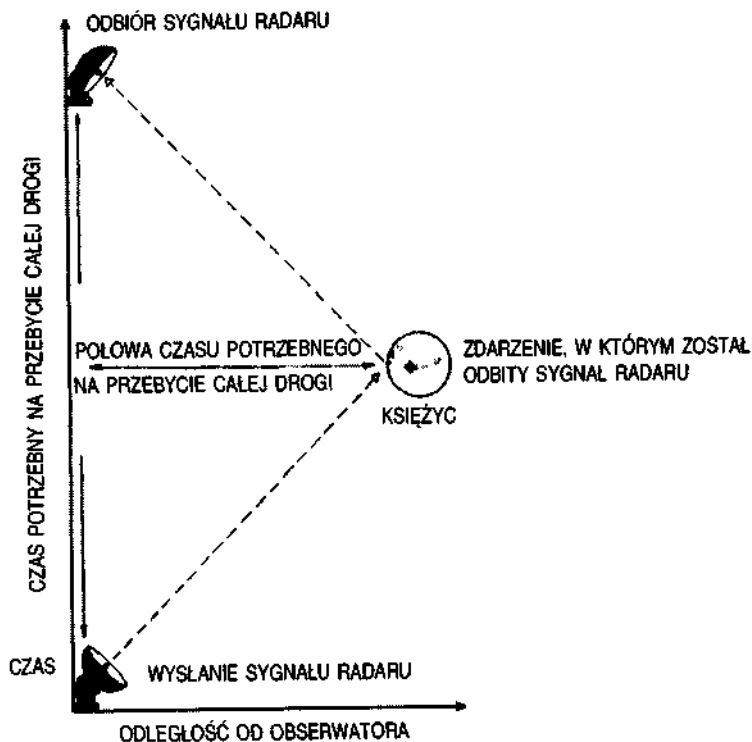 ODBIÓR SYGNAŁU RADARU
CZAS POTRZEBNY NA PRZEBYCIE CAŁEJ DROGI
POŁOWA CZASU POTRZEBNEGO
NA PRZEBYCIE CAŁEJ DROGI
ZDARZENIE, W KTÓRYM ZOSTAŁ
ODBITY SYGNAŁ RADARU
KSIĘŻYC
CZAS
WYSŁANIE SYGNAŁU RADARU
ODLEGŁOŚĆ OD OBSERWATORA